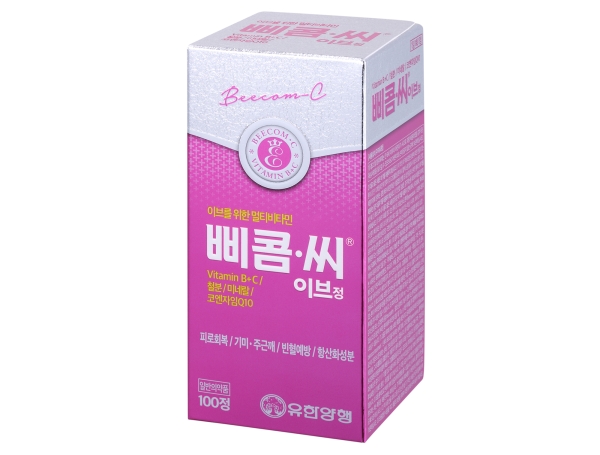 Beecom-C
BEECOM-C
VITAMIN B+C
이브를 위한 멀티비타민
삐콤·씨®
이브정
Vitamin B+C/
철분/미네랄/
코엔자임Q10
피로회복/기미·주근깨/빈혈예방/항산화성분
일반의약품
100정
유한양행
삐콤·씨 이브정